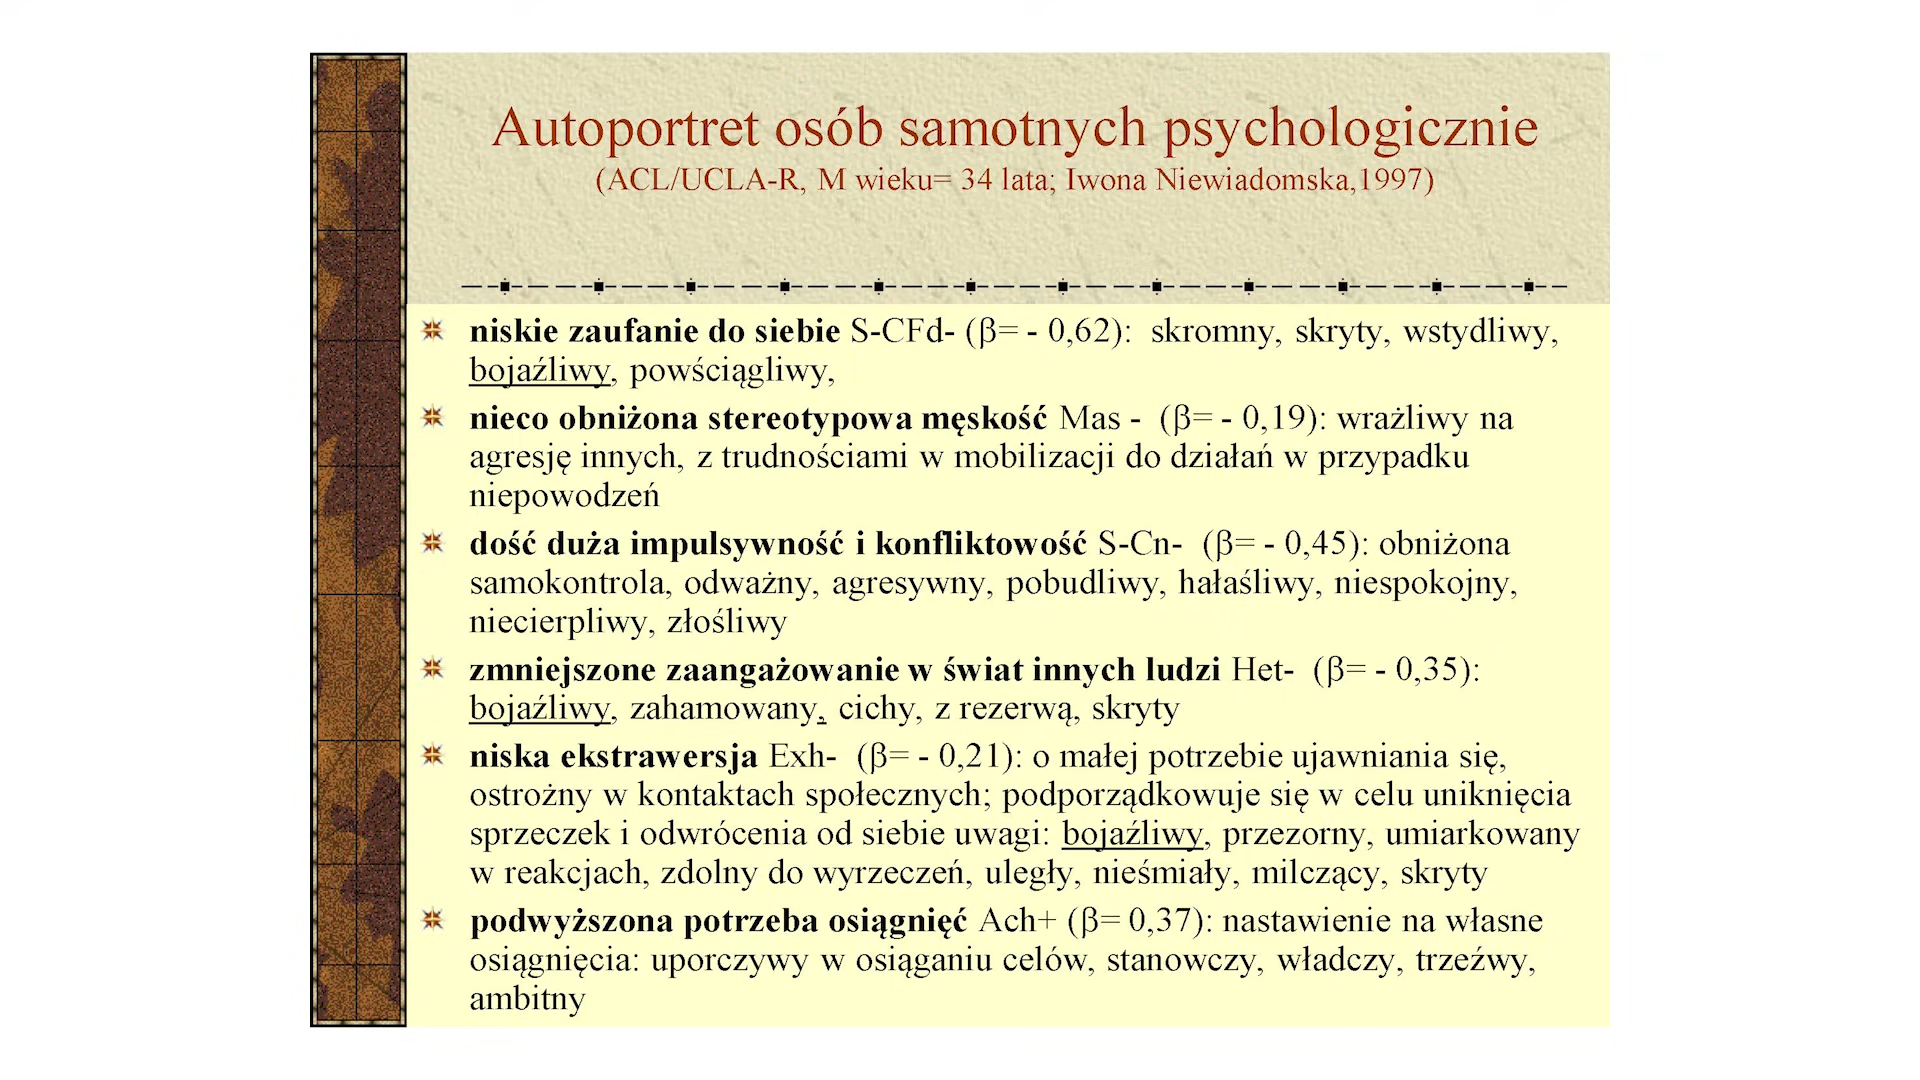 Autoportret osób samotnych psychologicznie
(ACL/UCLA-R, M wieku= 34 lata; Iwona Niewiadomska,1997)
niskie zaufanie do siebie S-CFd- (β= - 0,62):  skromny, skryty, wstydliwy,
bojaźliwy, powściągliwy,
nieco obniżona stereotypowa męskość Mas -  (β= - 0,19): wrażliwy na
agresję innych, z trudnościami w mobilizacji do działań w przypadku
niepowodzeń
dość duża impulsywność i konfliktowość S-Cn-  (β= - 0,45): obniżona
samokontrola, odważny, agresywny, pobudliwy, hałaśliwy, niespokojny,
niecierpliwy, złośliwy
zmniejszone zaangażowanie w świat innych ludzi Het-  (β= - 0,35):
bojaźliwy, zahamowany, cichy, z rezerwą, skryty
niska ekstrawersja Exh-  (β= - 0,21): o małej potrzebie ujawniania się,
ostrożny w kontaktach społecznych; podporządkowuje się w celu uniknięcia
sprzeczek i odwrócenia od siebie uwagi: bojaźliwy, przezorny, umiarkowany
w reakcjach, zdolny do wyrzeczeń, uległy, nieśmiały, milczący, skryty
podwyższona potrzeba osiągnięć Ach+ (β= 0,37): nastawienie na własne
osiągnięcia: uporczywy w osiąganiu celów, stanowczy, władczy, trzeźwy,
ambitny